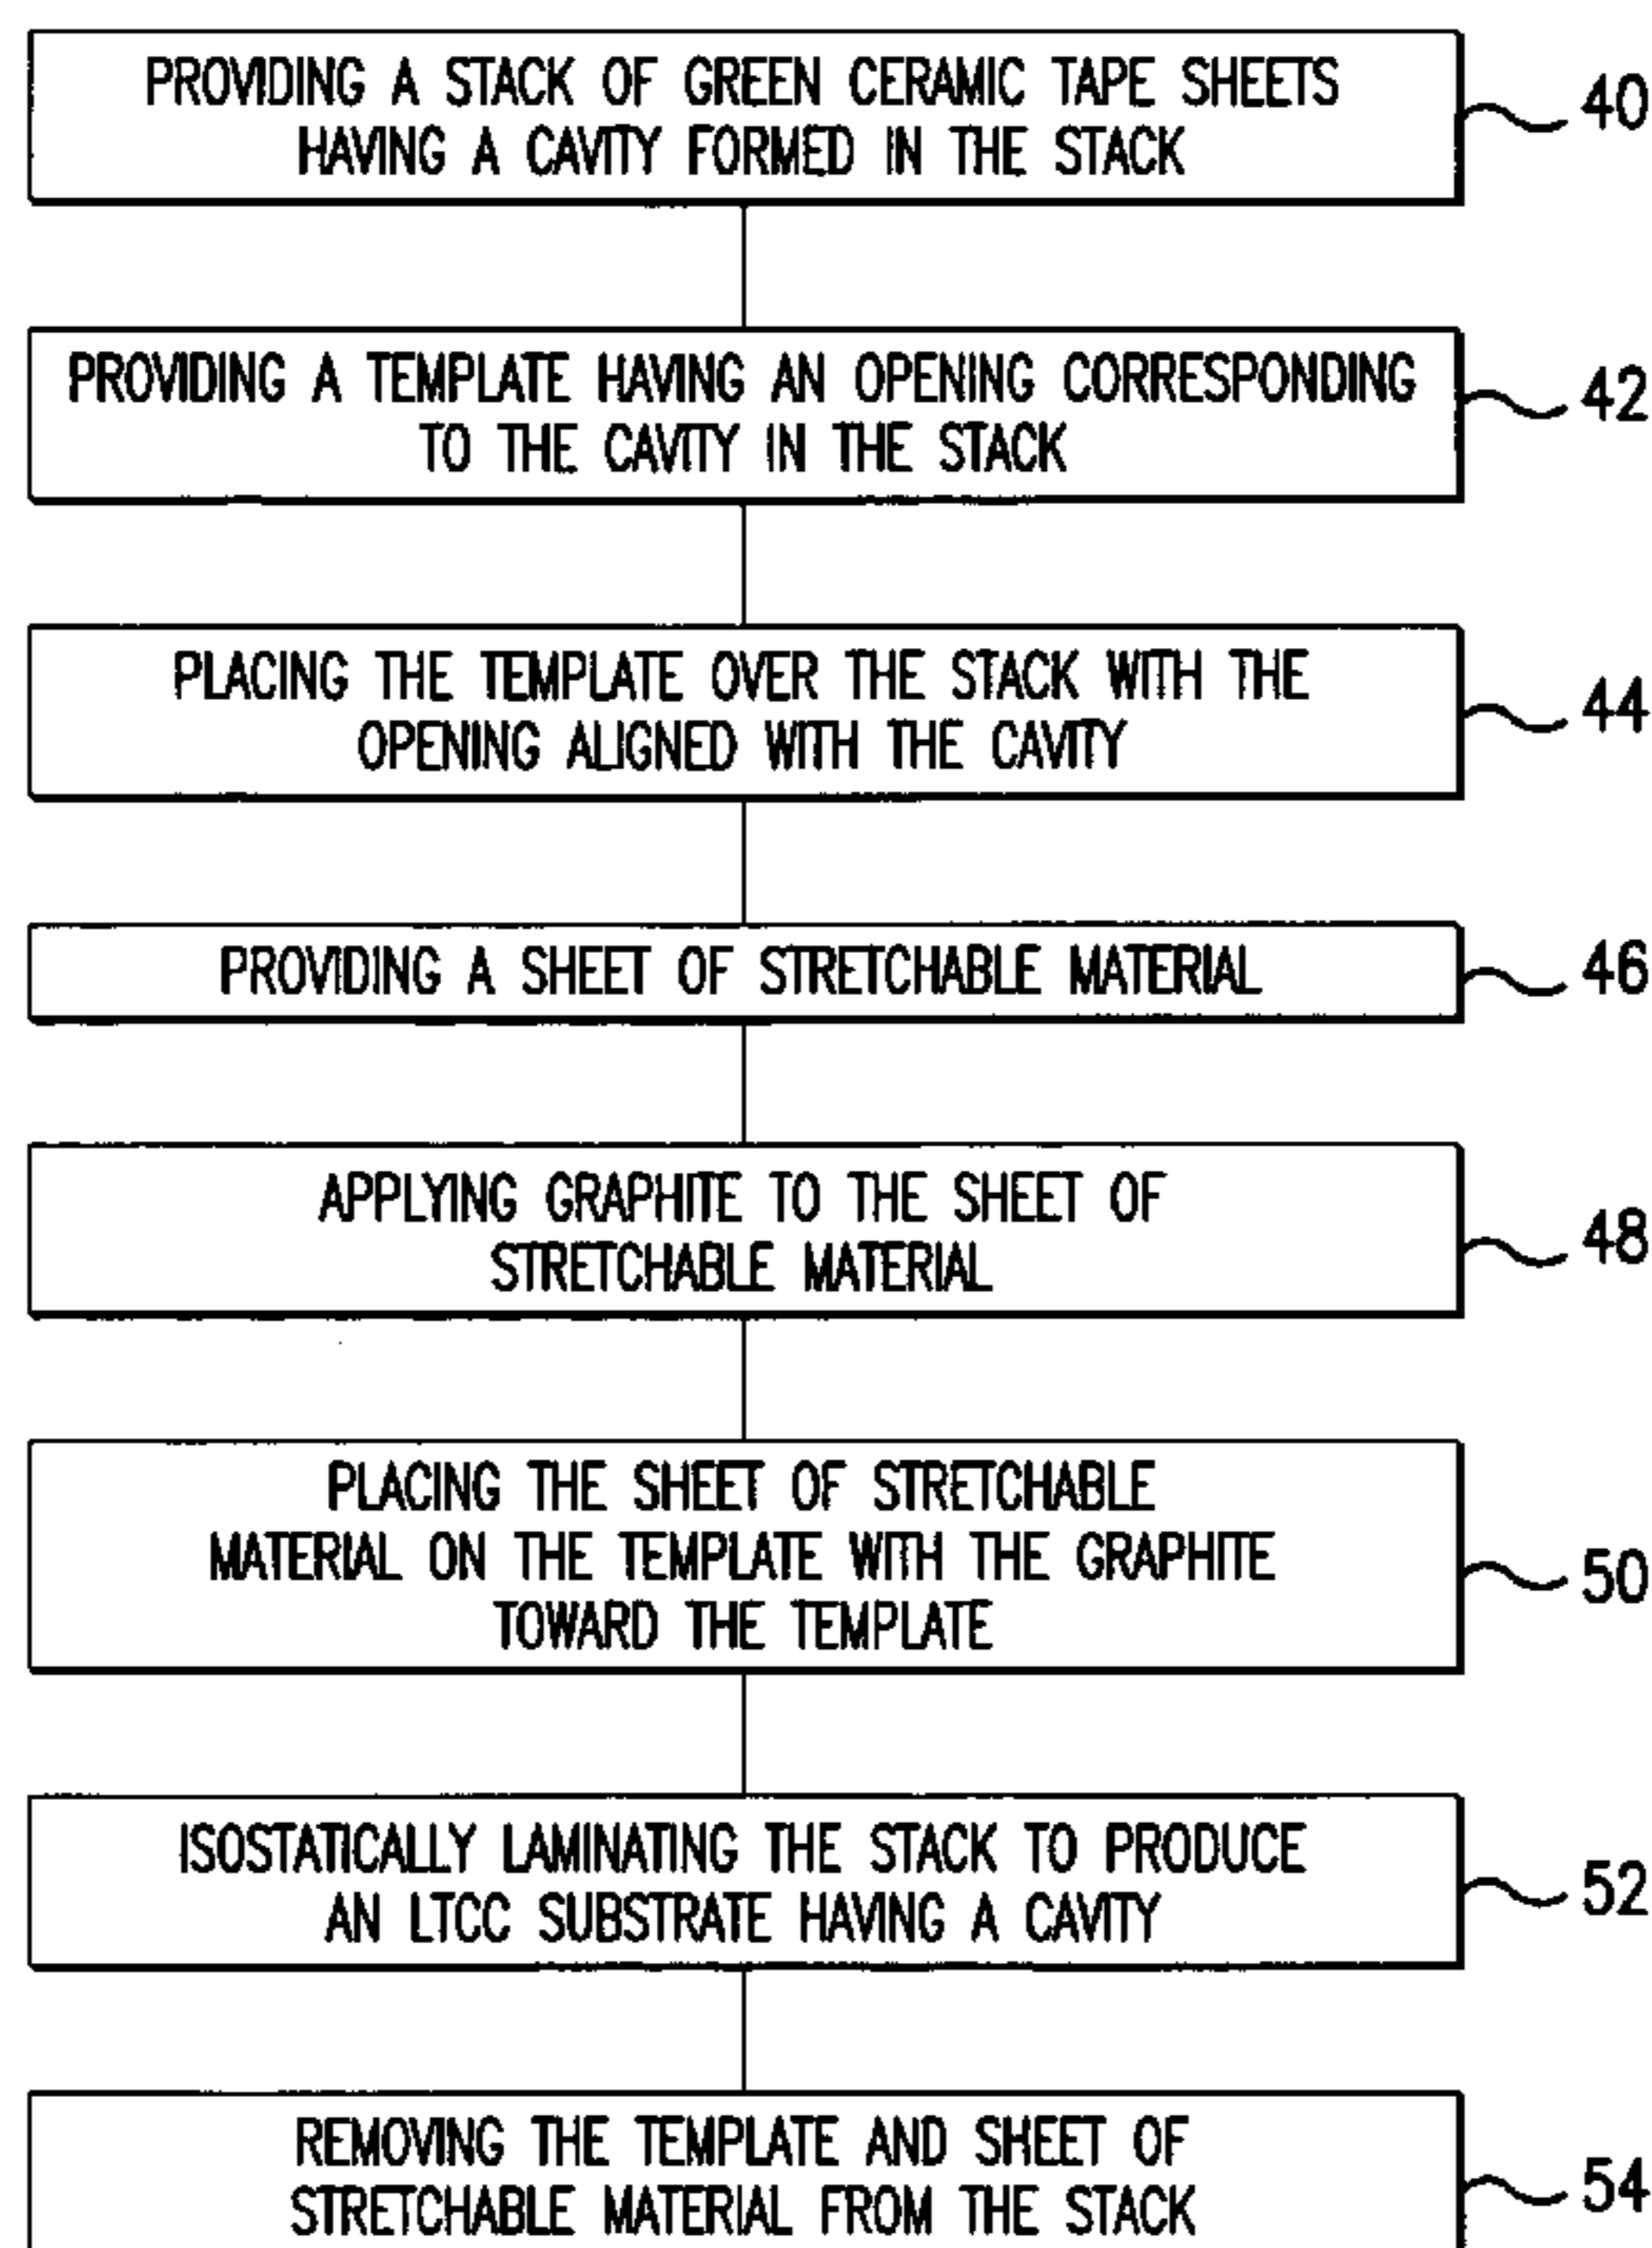 PROVIDING A STACK OF GREEN CERAMIC TAPE SHEETS
HAVING A CAVITY FORMED IN THE STACK
40
PROVIDING A TEMPLATE HAVING AN OPENING CORRESPONDING
TO THE CAVITY IN THE STACK
42
PLACING THE TEMPLATE OVER THE STACK WITH THE
OPENING ALIGNED WITH THE CAVITY
44
PROVIDING A SHEET OF STRETCHABLE MATERIAL
46
APPLYING GRAPHITE TO THE SHEET OF
STRETCHABLE MATERIAL
48
PLACING THE SHEET OF STRETCHABLE
MATERIAL ON THE TEMPLATE WITH THE GRAPHITE
TOWARD THE TEMPLATE
50
ISOSTATICALLY LAMINATING THE STACK TO PRODUCE
AN LTCC SUBSTRATE HAVING A CAVITY
52
REMOVING THE TEMPLATE AND SHEET OF
STRETCHABLE MATERIAL FROM THE STACK
54